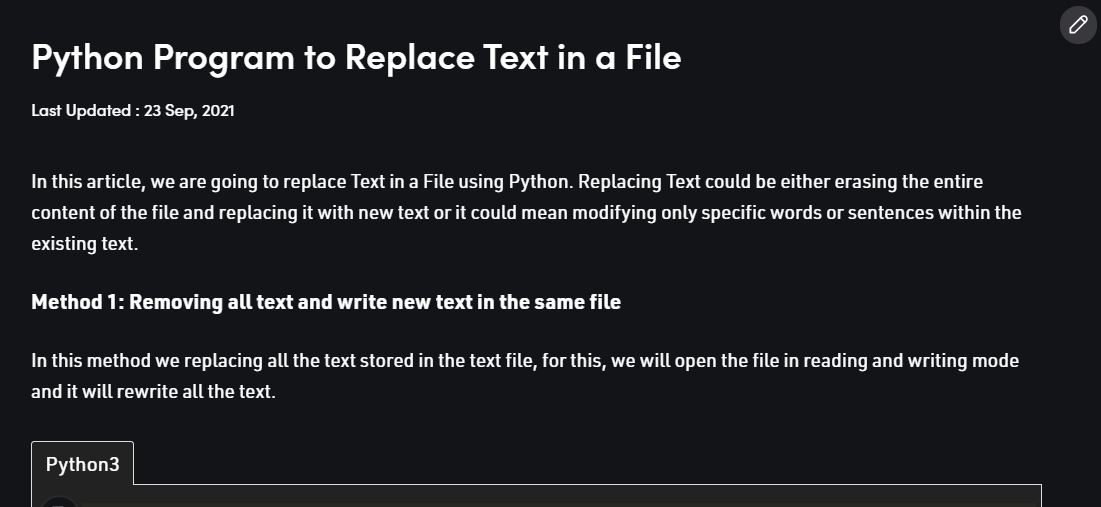 Python Program to Replace Text in a File
Last Updated : 23 Sep, 2021
In this article, we are going to replace Text in a File using Python. Replacing Text could be either erasing the entire
content of the file and replacing it with new text or it could mean modifying only specific words or sentences within the
existing text.
Method 1: Removing all text and write new text in the same file
In this method we replacing all the text stored in the text file, for this, we will open the file in reading and writing mode
and it will rewrite all the text.
Python3